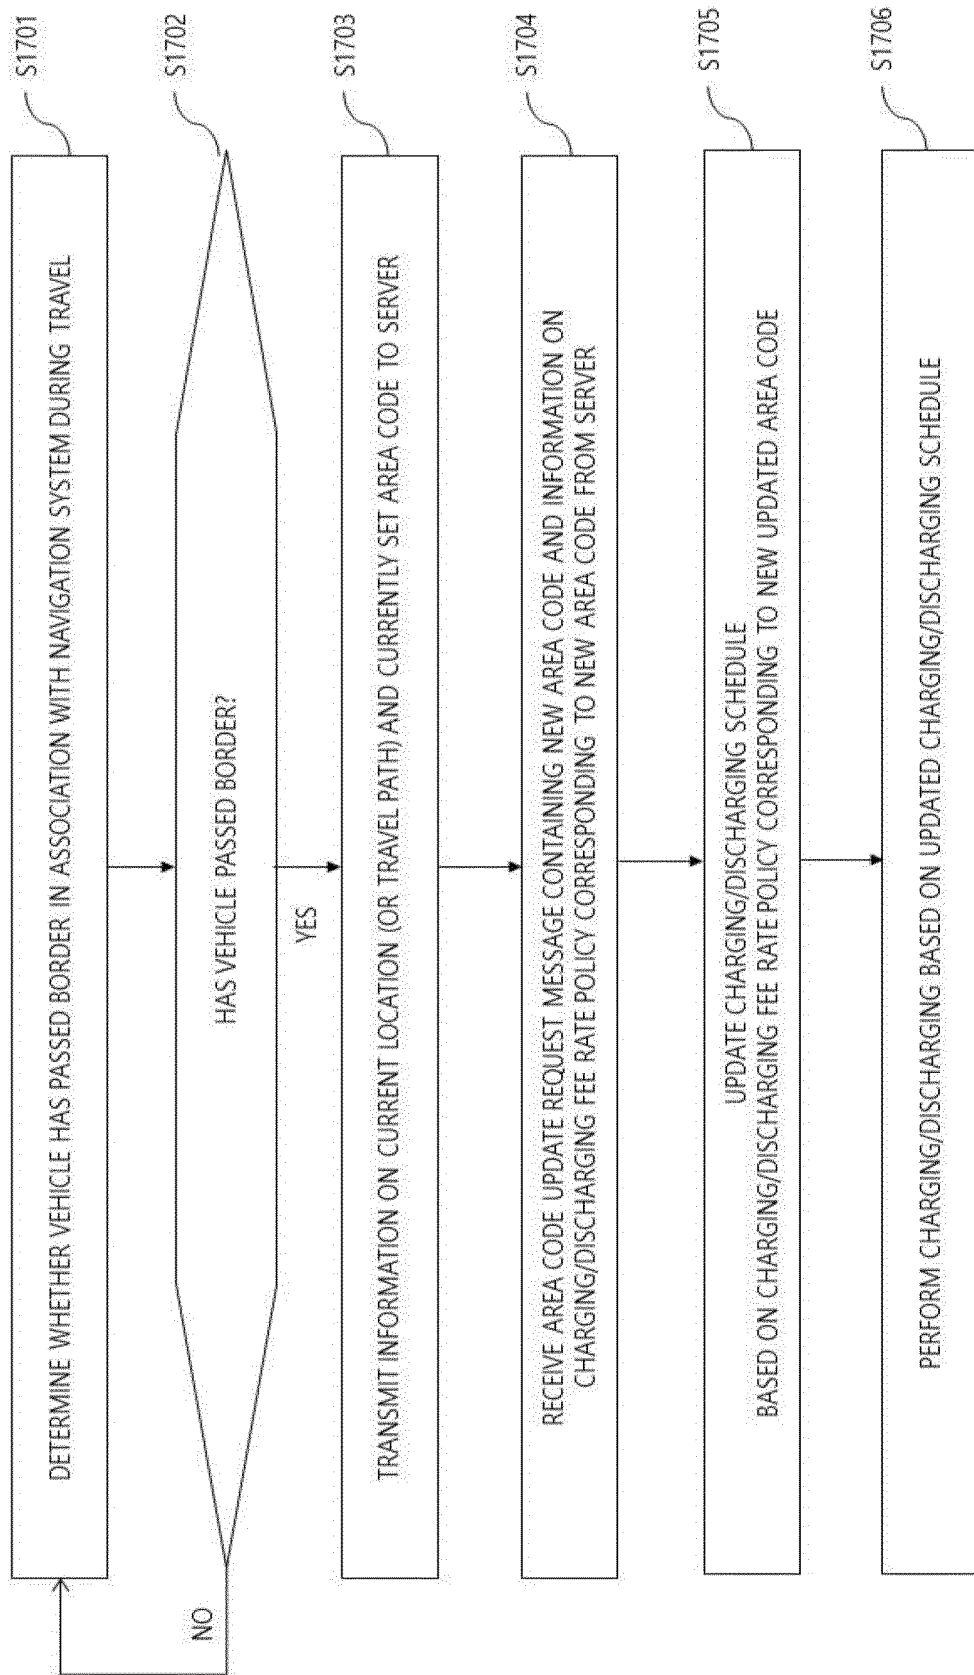 DETERMINE WHETHER VEHICLE HAS PASSED BORDER IN ASSOCIATION WITH NAVIGATION SYSTEM DURING TRAVEL
S1701
HAS VEHICLE PASSED BORDER?
S1702
NO
YES
TRANSMIT INFORMATION ON CURRENT LOCATION (OR TRAVEL PATH) AND CURRENTLY SET AREA CODE TO SERVER
S1703
RECEIVE AREA CODE UPDATE REQUEST MESSAGE CONTAINING NEW AREA CODE AND INFORMATION ON
CHARGING/DISCHARGING FEE RATE POLICY CORRESPONDING TO NEW AREA CODE FROM SERVER
S1704
UPDATE CHARGING/DISCHARGING SCHEDULE
BASED ON CHARGING/DISCHARGING FEE RATE POLICY CORRESPONDING TO NEW UPDATED AREA CODE
S1705
PERFORM CHARGING/DISCHARGING BASED ON UPDATED CHARGING/DISCHARGING SCHEDULE
S1706